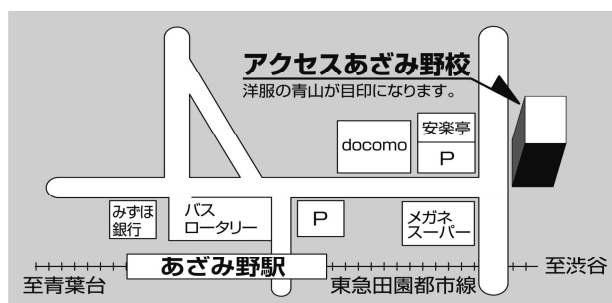 アクセスあざみ野校
洋服の青山が目印になります。
安楽亭
docomo
P
みずほ
銀行
バス
ロータリー
P
メガネ
スーパー
あざみ野駅
至渋谷
至青葉台
東急田園都市線